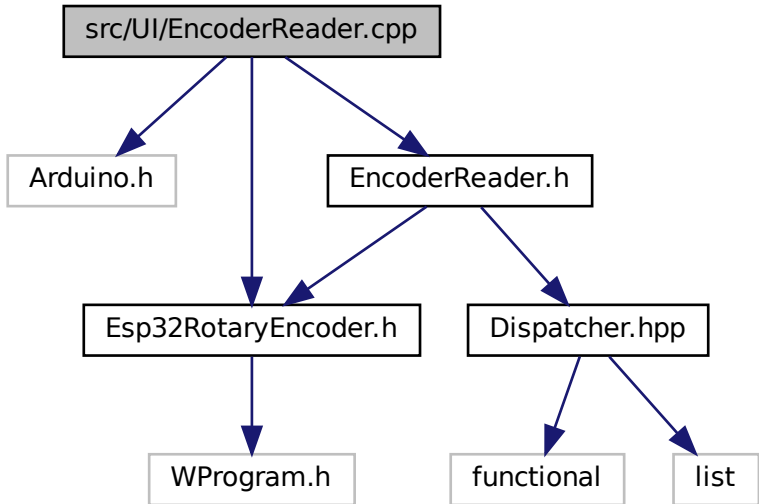 src/UI/EncoderReader.cpp
Arduino.h
EncoderReader.h
Esp32RotaryEncoder.h
Dispatcher.hpp
WProgram.h
functional
list